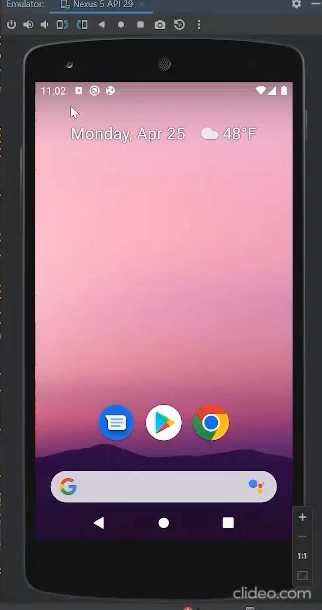 Emulator: Nexus 5 API 29
11:02
Monday, Apr 25 48°F
1:1
clideo.com